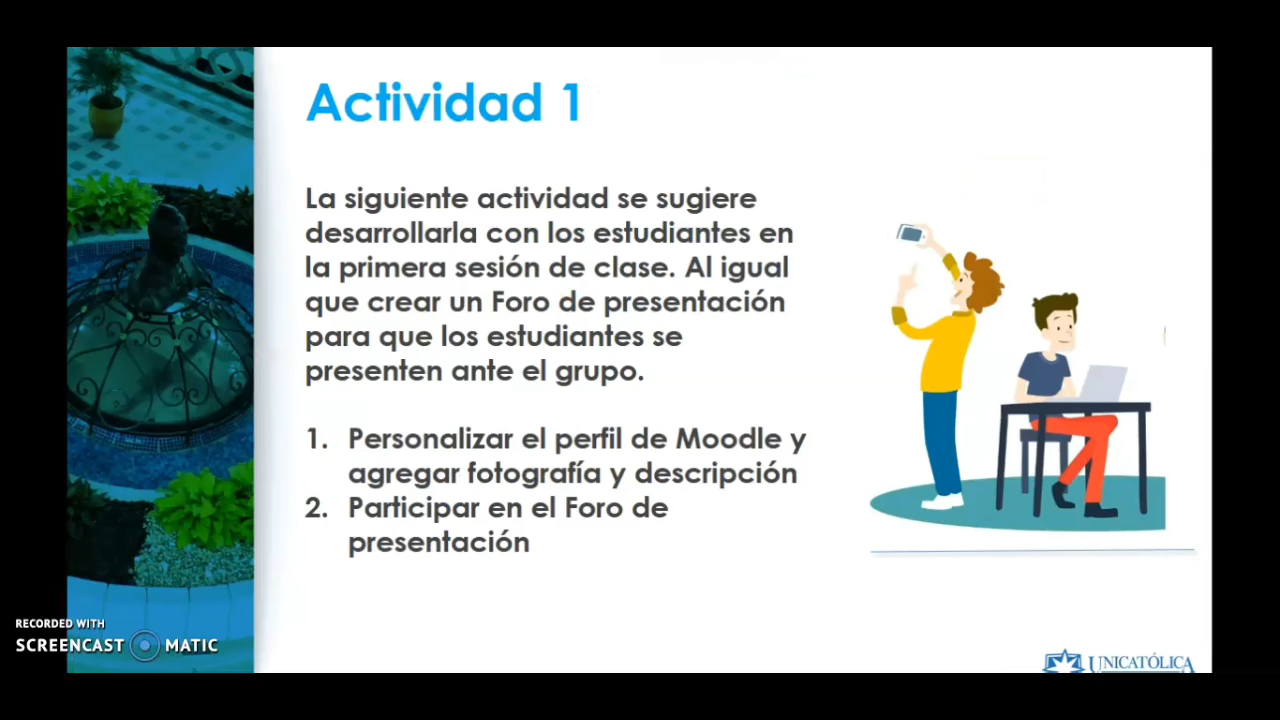 Actividad 1
La siguiente actividad se sugiere
desarrollarla con los estudiantes en
la primera sesión de clase. Al igual
que crear un Foro de presentación
para que los estudiantes se
presenten ante el grupo.
1. Personalizar el perfil de Moodle y
agregar fotografía y descripción
2. Participar en el Foro de
presentación
RECORDED WITH
SCREENCAST MATIC
UNICATÓLICA